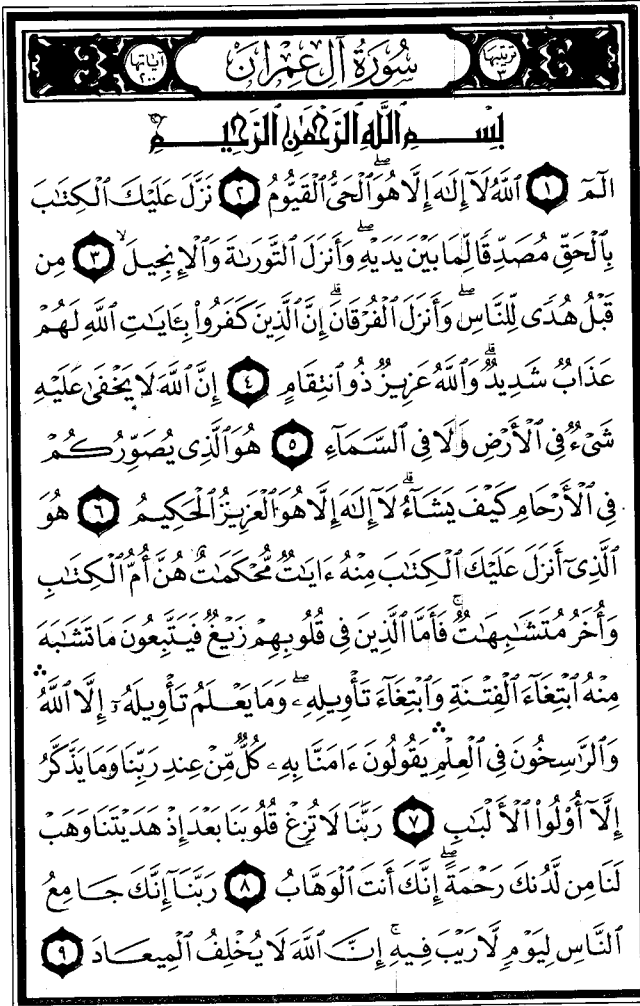 ترتيبها ٣ سُورَةُ آلِ عِمْرَانَ آيَاتُهَا ٢٠٠
بِسْمِ ٱللَّهِ ٱلرَّحْمَٰنِ ٱلرَّحِيمِ
الٓمٓ ١ ٱللَّهُ لَآ إِلَٰهَ إِلَّا هُوَ ٱلْحَىُّ ٱلْقَيُّومُ ٢ نَزَّلَ عَلَيْكَ ٱلْكِتَٰبَ
بِٱلْحَقِّ مُصَدِّقًا لِّمَا بَيْنَ يَدَيْهِ ۖ وَأَنزَلَ ٱلتَّوْرَىٰةَ وَٱلْإِنجِيلَ ۙ ٣ مِن
قَبْلُ هُدًى لِّلنَّاسِ ۖ وَأَنزَلَ ٱلْفُرْقَانَ ۗ إِنَّ ٱلَّذِينَ كَفَرُوا۟ بِـَٔايَٰتِ ٱللَّهِ لَهُمْ
عَذَابٌ شَدِيدٌ ۗ وَٱللَّهُ عَزِيزٌ ذُو ٱنتِقَامٍ ٤ إِنَّ ٱللَّهَ لَا يَخْفَىٰ عَلَيْهِ
شَىْءٌ فِى ٱلْأَرْضِ وَلَا فِى ٱلسَّمَآءِ ٥ هُوَ ٱلَّذِى يُصَوِّرُكُمْ
فِى ٱلْأَرْحَامِ كَيْفَ يَشَآءُ ۗ لَآ إِلَٰهَ إِلَّا هُوَ ٱلْعَزِيزُ ٱلْحَكِيمُ ٦ هُوَ
ٱلَّذِىٓ أَنزَلَ عَلَيْكَ ٱلْكِتَٰبَ مِنْهُ ءَايَٰتٌ مُّحْكَمَٰتٌ هُنَّ أُمُّ ٱلْكِتَٰبِ
وَأُخَرُ مُتَشَٰبِهَٰتٌ ۖ فَأَمَّا ٱلَّذِينَ فِى قُلُوبِهِمْ زَيْغٌ فَيَتَّبِعُونَ مَا تَشَٰبَهَ
مِنْهُ ٱبْتِغَآءَ ٱلْفِتْنَةِ وَٱبْتِغَآءَ تَأْوِيلِهِۦ ۖ وَمَا يَعْلَمُ تَأْوِيلَهُۥٓ إِلَّا ٱللَّهُ ۛ
وَٱلرَّٰسِخُونَ فِى ٱلْعِلْمِ ۛ يَقُولُونَ ءَامَنَّا بِهِۦ كُلٌّ مِّنْ عِندِ رَبِّنَا وَمَا يَذَّكَّرُ
إِلَّآ أُو۟لُوا۟ ٱلْأَلْبَٰبِ ٧ رَبَّنَا لَا تُزِغْ قُلُوبَنَا بَعْدَ إِذْ هَدَيْتَنَا وَهَبْ
لَنَا مِن لَّدُنكَ رَحْمَةً ۖ إِنَّكَ أَنتَ ٱلْوَهَّابُ ٨ رَبَّنَآ إِنَّكَ جَامِعُ
ٱلنَّاسِ لِيَوْمٍ لَّا رَيْبَ فِيهِ ۚ إِنَّ ٱللَّهَ لَا يُخْلِفُ ٱلْمِيعَادَ ٩